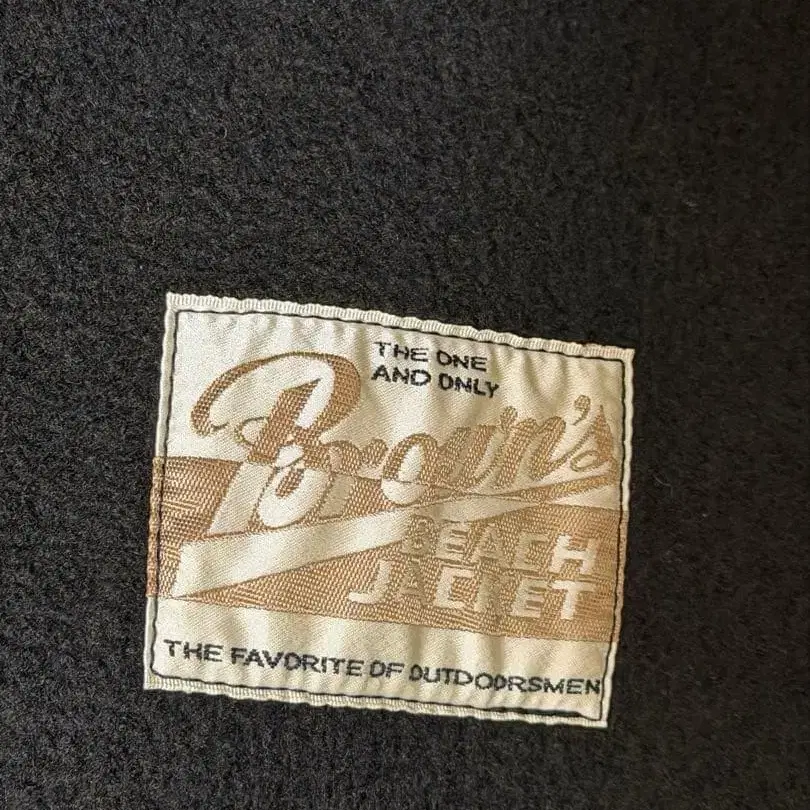 THE ONE
AND ONLY
Brown's
BEACH
JACKET
THE FAVORITE OF OUTDOORSMEN